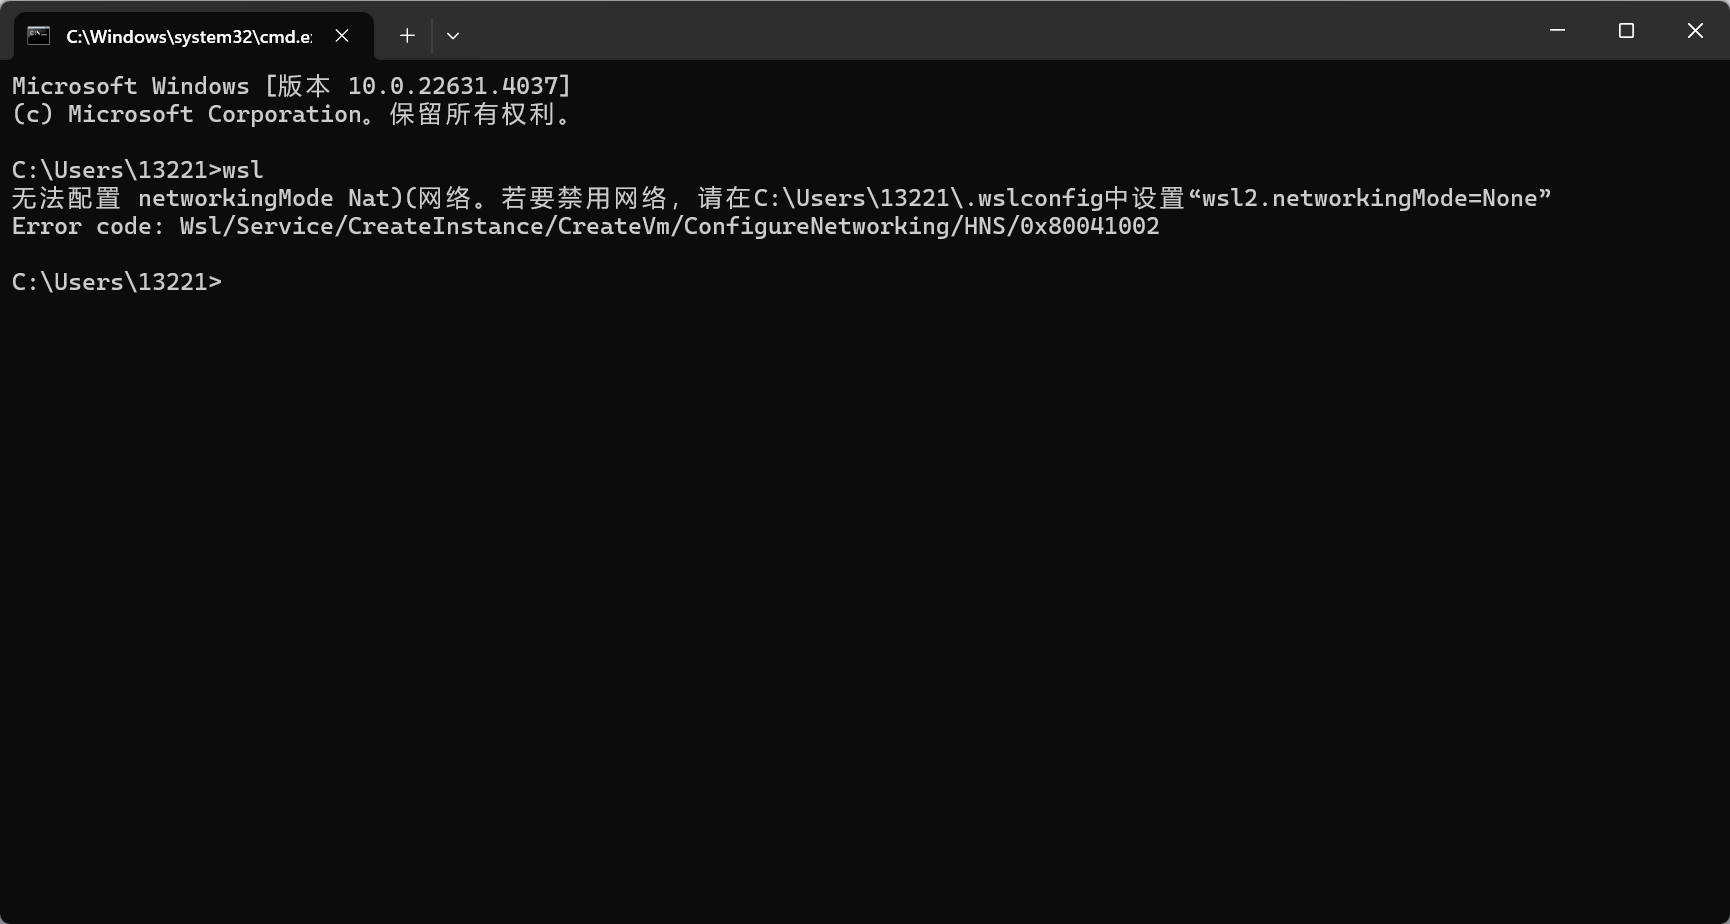 C:\Windows\system32\cmd.e
Microsoft Windows [版本 10.0.22631.4037]
(c) Microsoft Corporation。保留所有权利。
C:\Users\13221>wsl
无法配置 networkingMode Nat)(网络。若要禁用网络，请在C:\Users\13221\.wslconfig中设置“wsl2.networkingMode=None”
Error code: Wsl/Service/CreateInstance/CreateVm/ConfigureNetworking/HNS/0x80041002
C:\Users\13221>